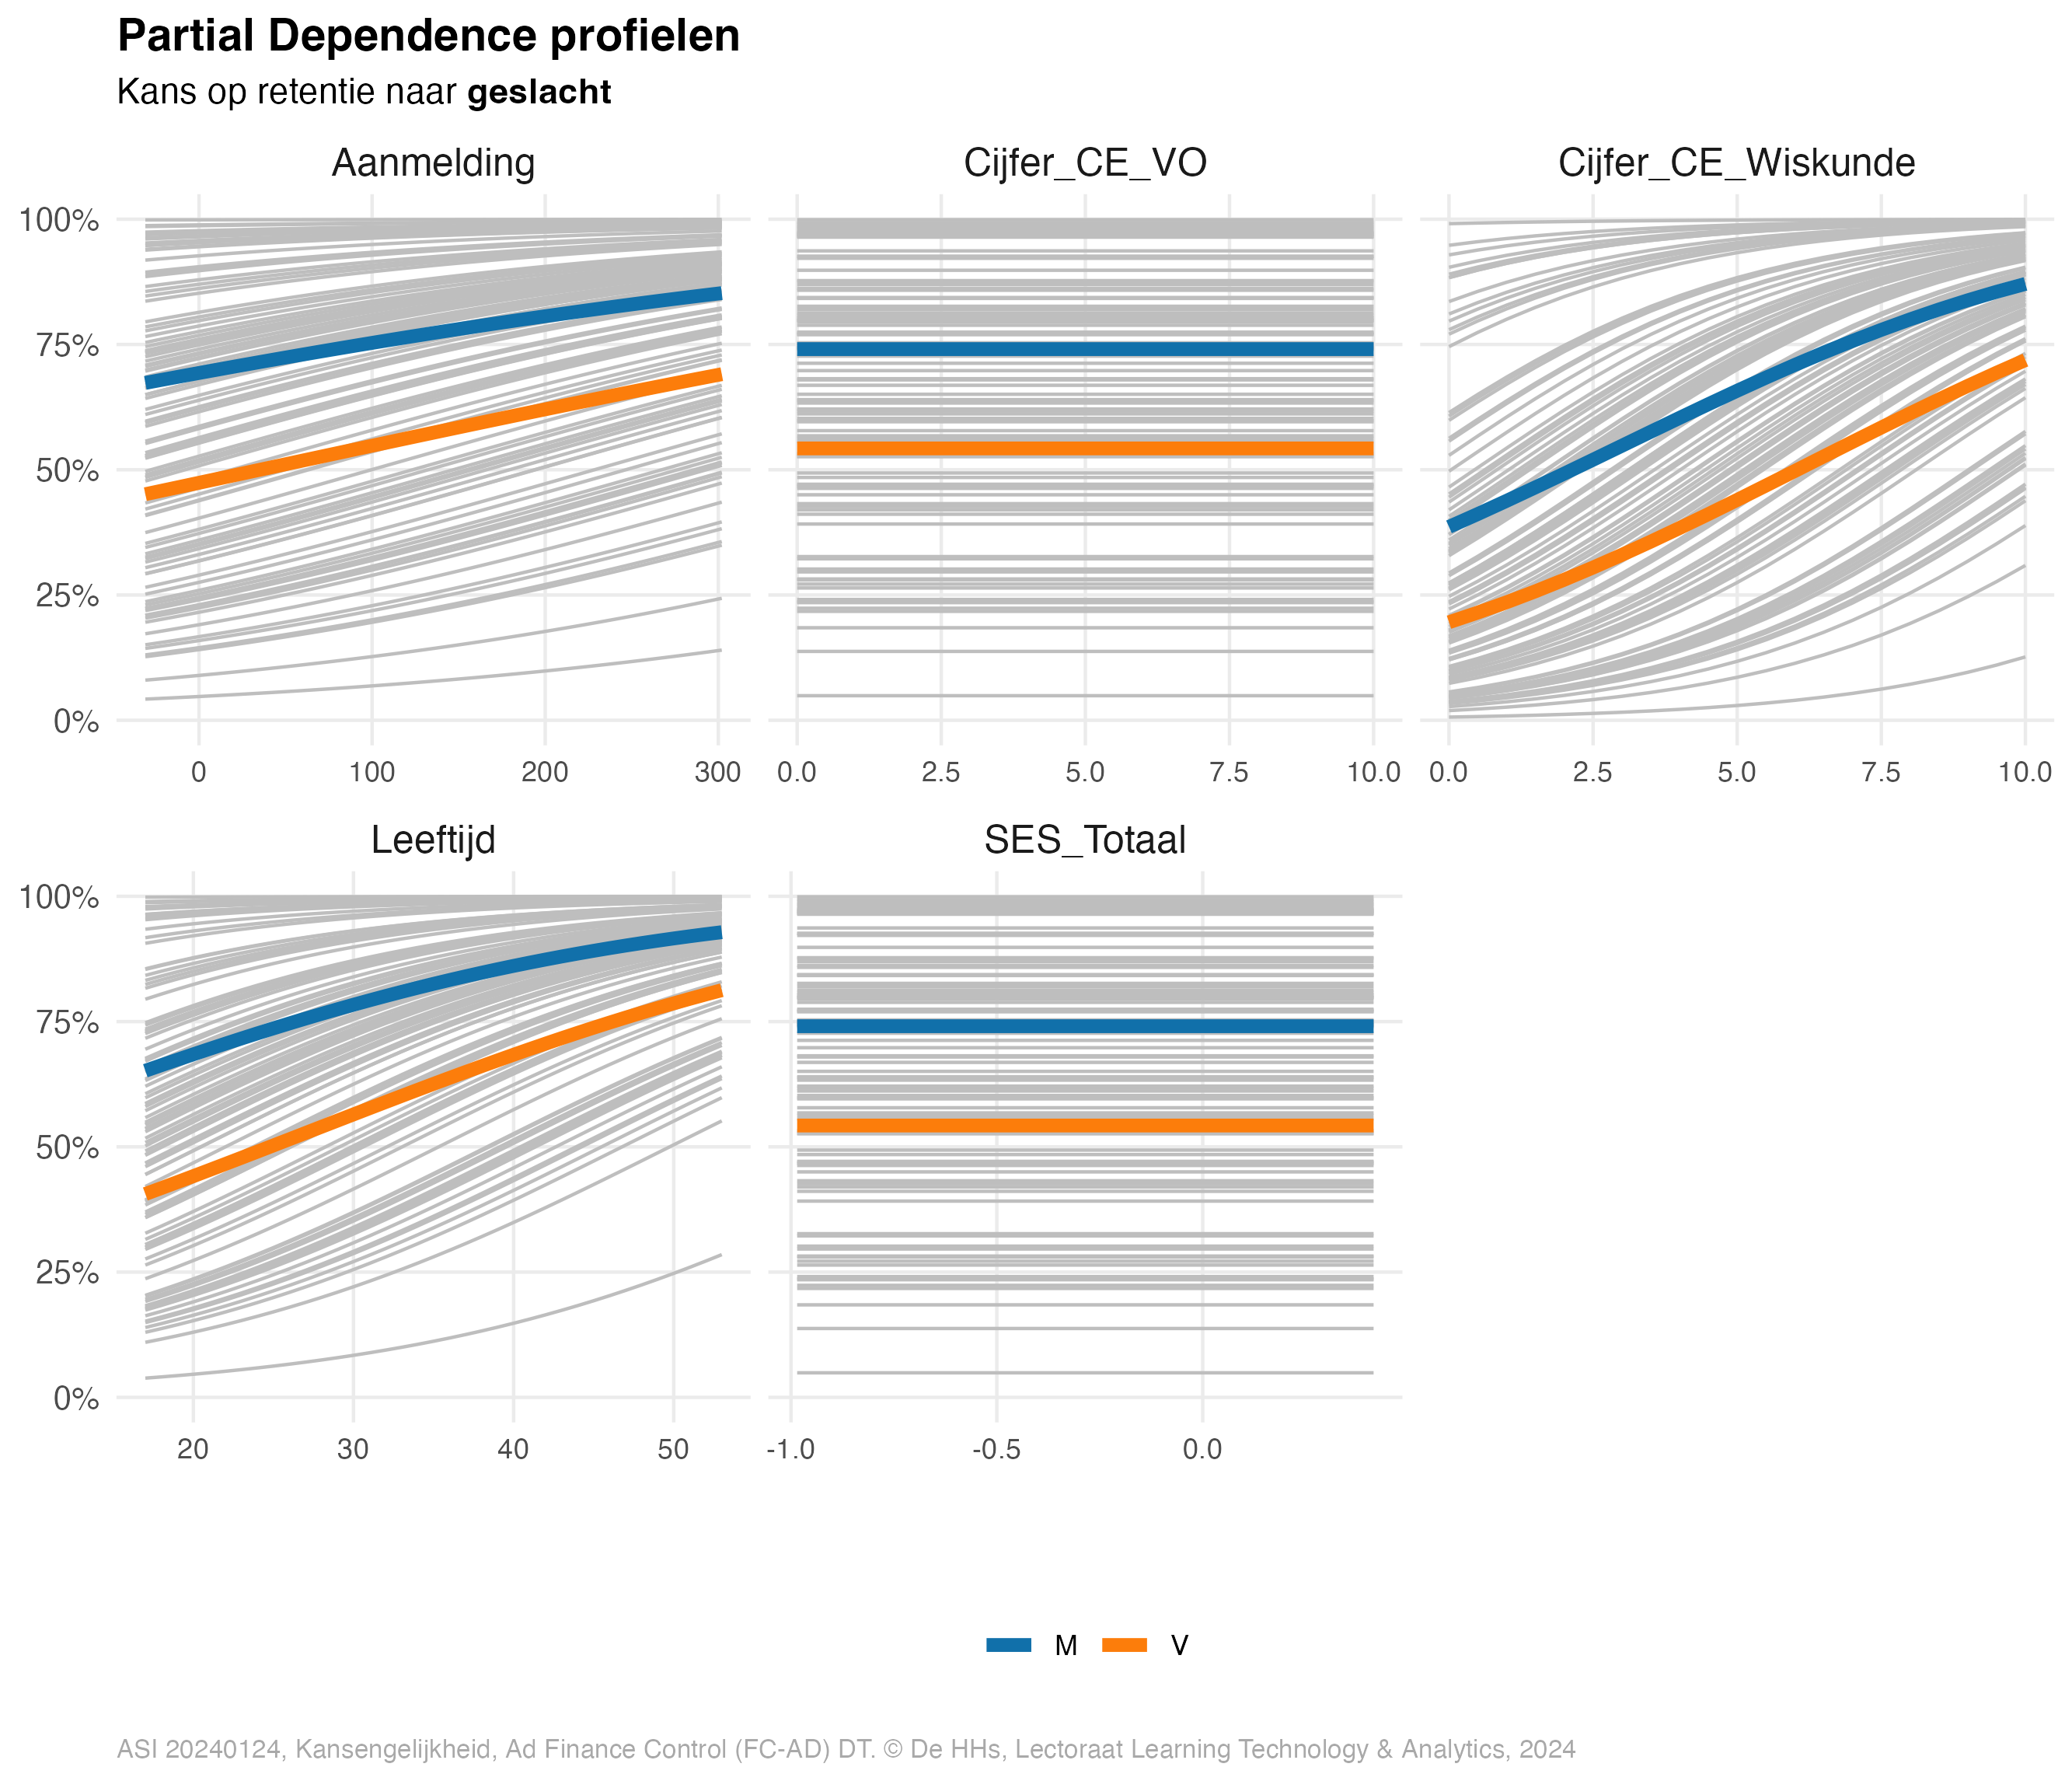 Partial Dependence profielen
Kans op retentie naar geslacht
Aanmelding
Cijfer_CE_VO
Cijfer_CE_Wiskunde
100%
75%
50%
25%
0%
0 100 200 300
0.0 2.5 5.0 7.5 10.0
0.0 2.5 5.0 7.5 10.0
Leeftijd
SES_Totaal
100%
75%
50%
25%
0%
20 30 40 50
-1.0 -0.5 0.0
M V
ASI 20240124, Kansengelijkheid, Ad Finance Control (FC-AD) DT. © De HHs, Lectoraat Learning Technology & Analytics, 2024